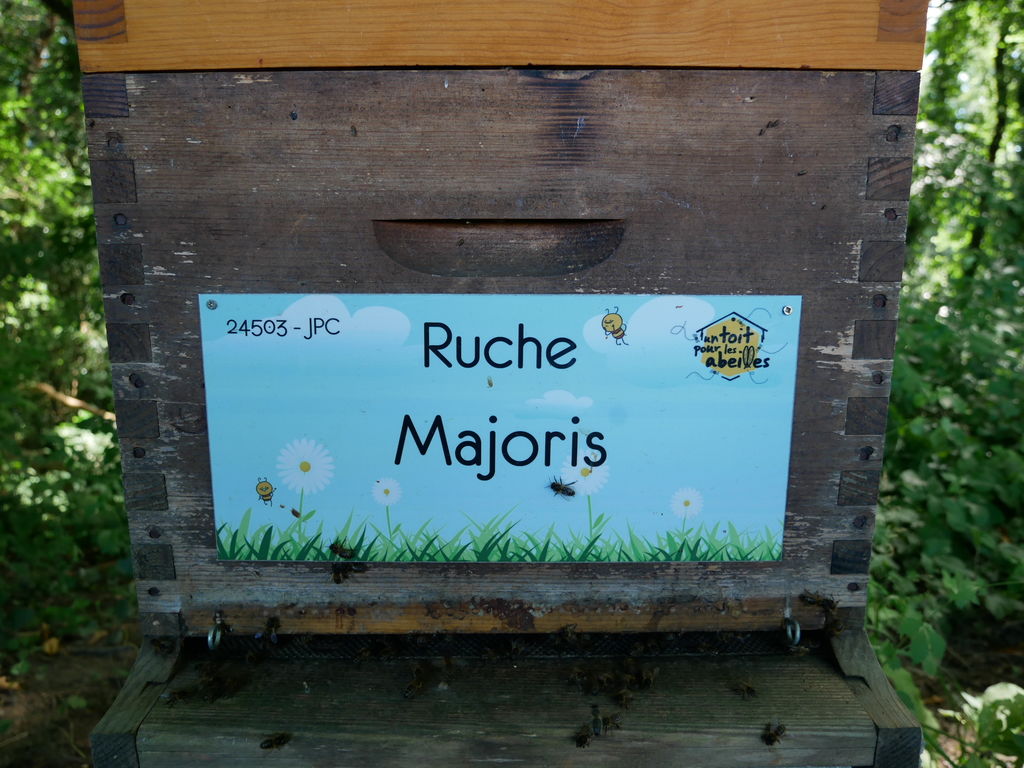 24503 - JPC
Ruche
Majoris
un toit
pour les
abeilles